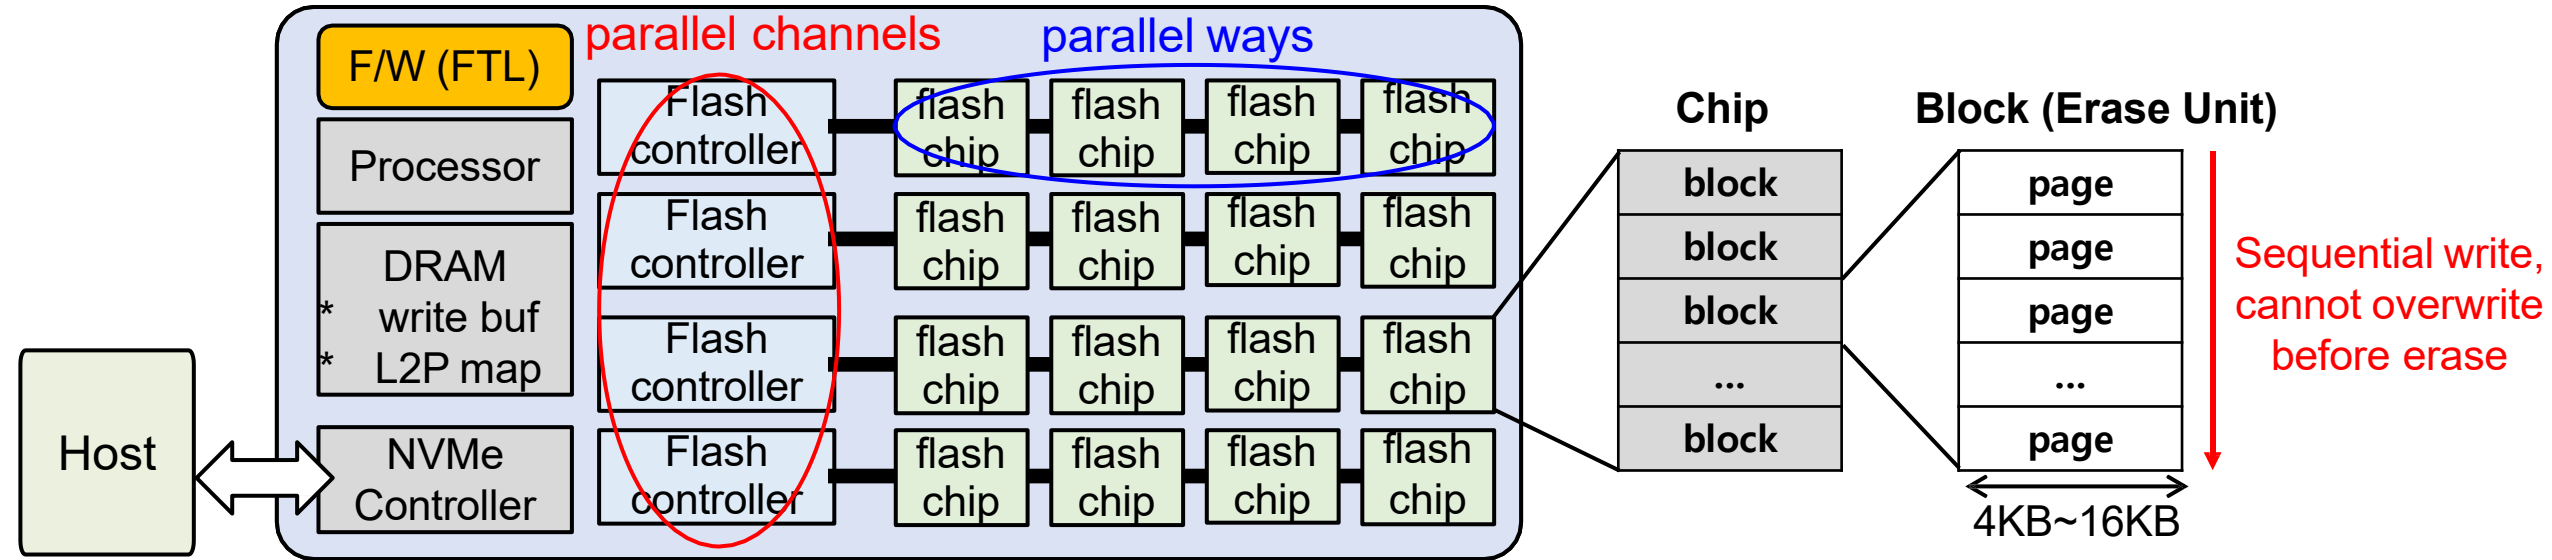 parallel channels
parallel ways
F/W (FTL)
Processor
DRAM
* write buf
* L2P map
NVMe
Controller
Host
Flash
controller
flash
chip
flash
chip
flash
chip
flash
chip
Flash
controller
flash
chip
flash
chip
flash
chip
flash
chip
Flash
controller
flash
chip
flash
chip
flash
chip
flash
chip
Flash
controller
flash
chip
flash
chip
flash
chip
flash
chip
Chip
block
block
block
...
block
Block (Erase Unit)
page
page
page
...
page
4KB~16KB
Sequential write,
cannot overwrite
before erase